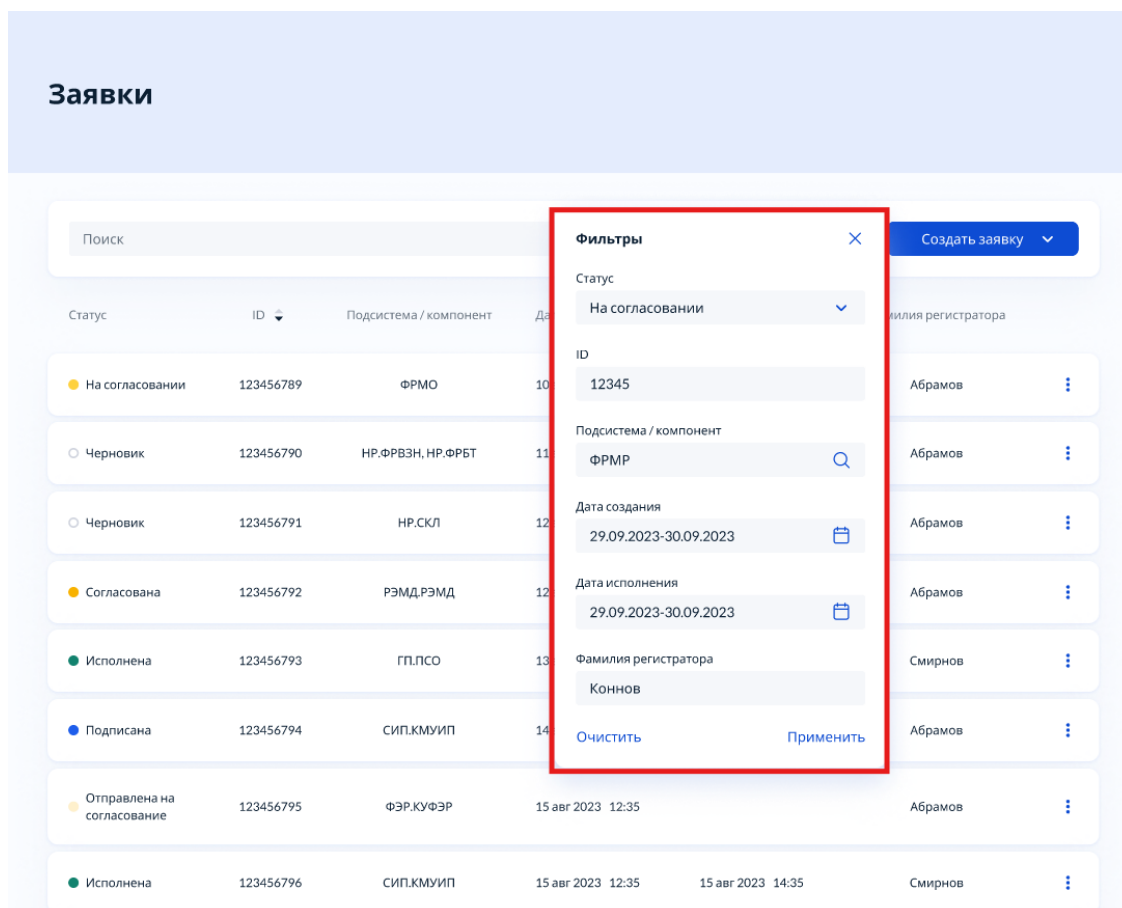 Заявки
Поиск
Создать заявку
Статус
ID
Подсистема / компонент
Да
милия регистратора
На согласовании
123456789
ФРМО
10
Абрамов
Черновик
123456790
НР.ФРВЗН, НР.ФРБТ
11
Абрамов
Черновик
123456791
НР.СКЛ
12
Абрамов
Согласована
123456792
РЭМД.РЭМД
12
Абрамов
Исполнена
123456793
ГП.ПСО
13
Смирнов
Подписана
123456794
СИП.КМУИП
14
Абрамов
Отправлена на
согласование
123456795
ФЭР.КУФЭР
15 авг 2023 12:35
Абрамов
Исполнена
123456796
СИП.КМУИП
15 авг 2023 12:35
15 авг 2023 14:35
Смирнов
Фильтры
Статус
На согласовании
ID
12345
Подсистема / компонент
ФРМР
Дата создания
29.09.2023-30.09.2023
Дата исполнения
29.09.2023-30.09.2023
Фамилия регистратора
Коннов
Очистить
Применить